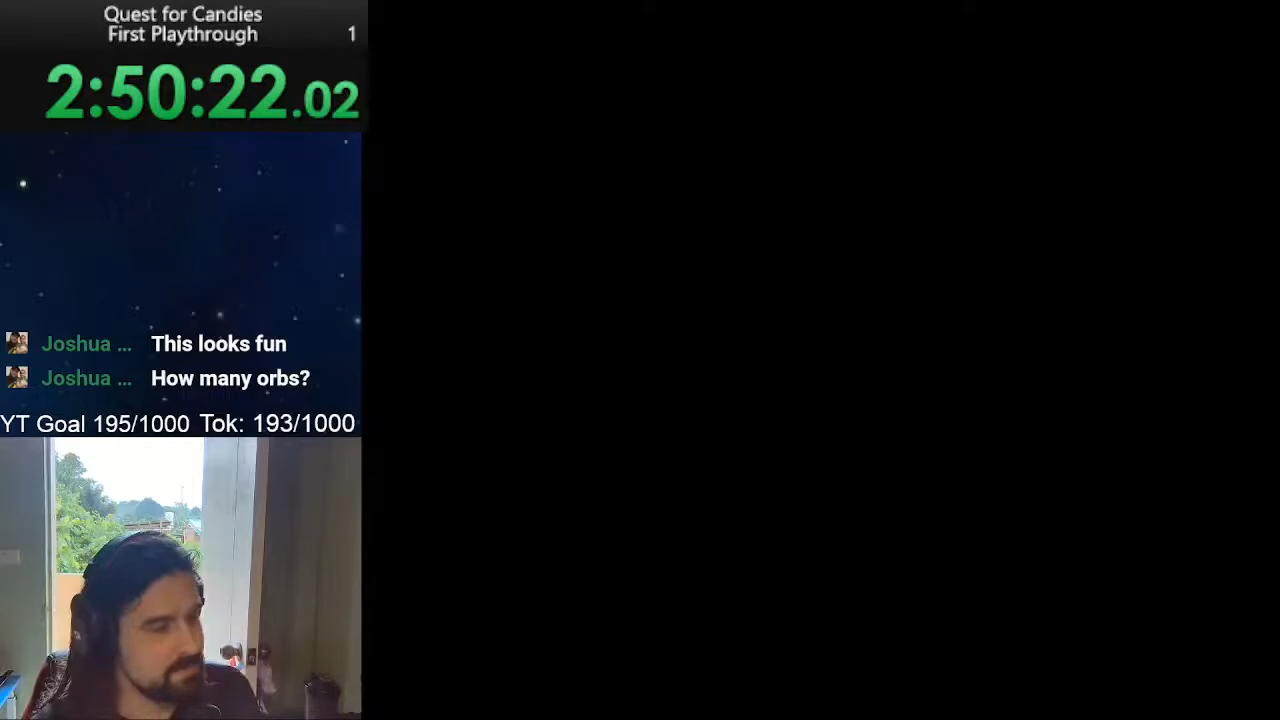 Quest for Candies
First Playthrough 1
2:50:22.02
Joshua ... This looks fun
Joshua ... How many orbs?
YT Goal 195/1000 Tok: 193/1000